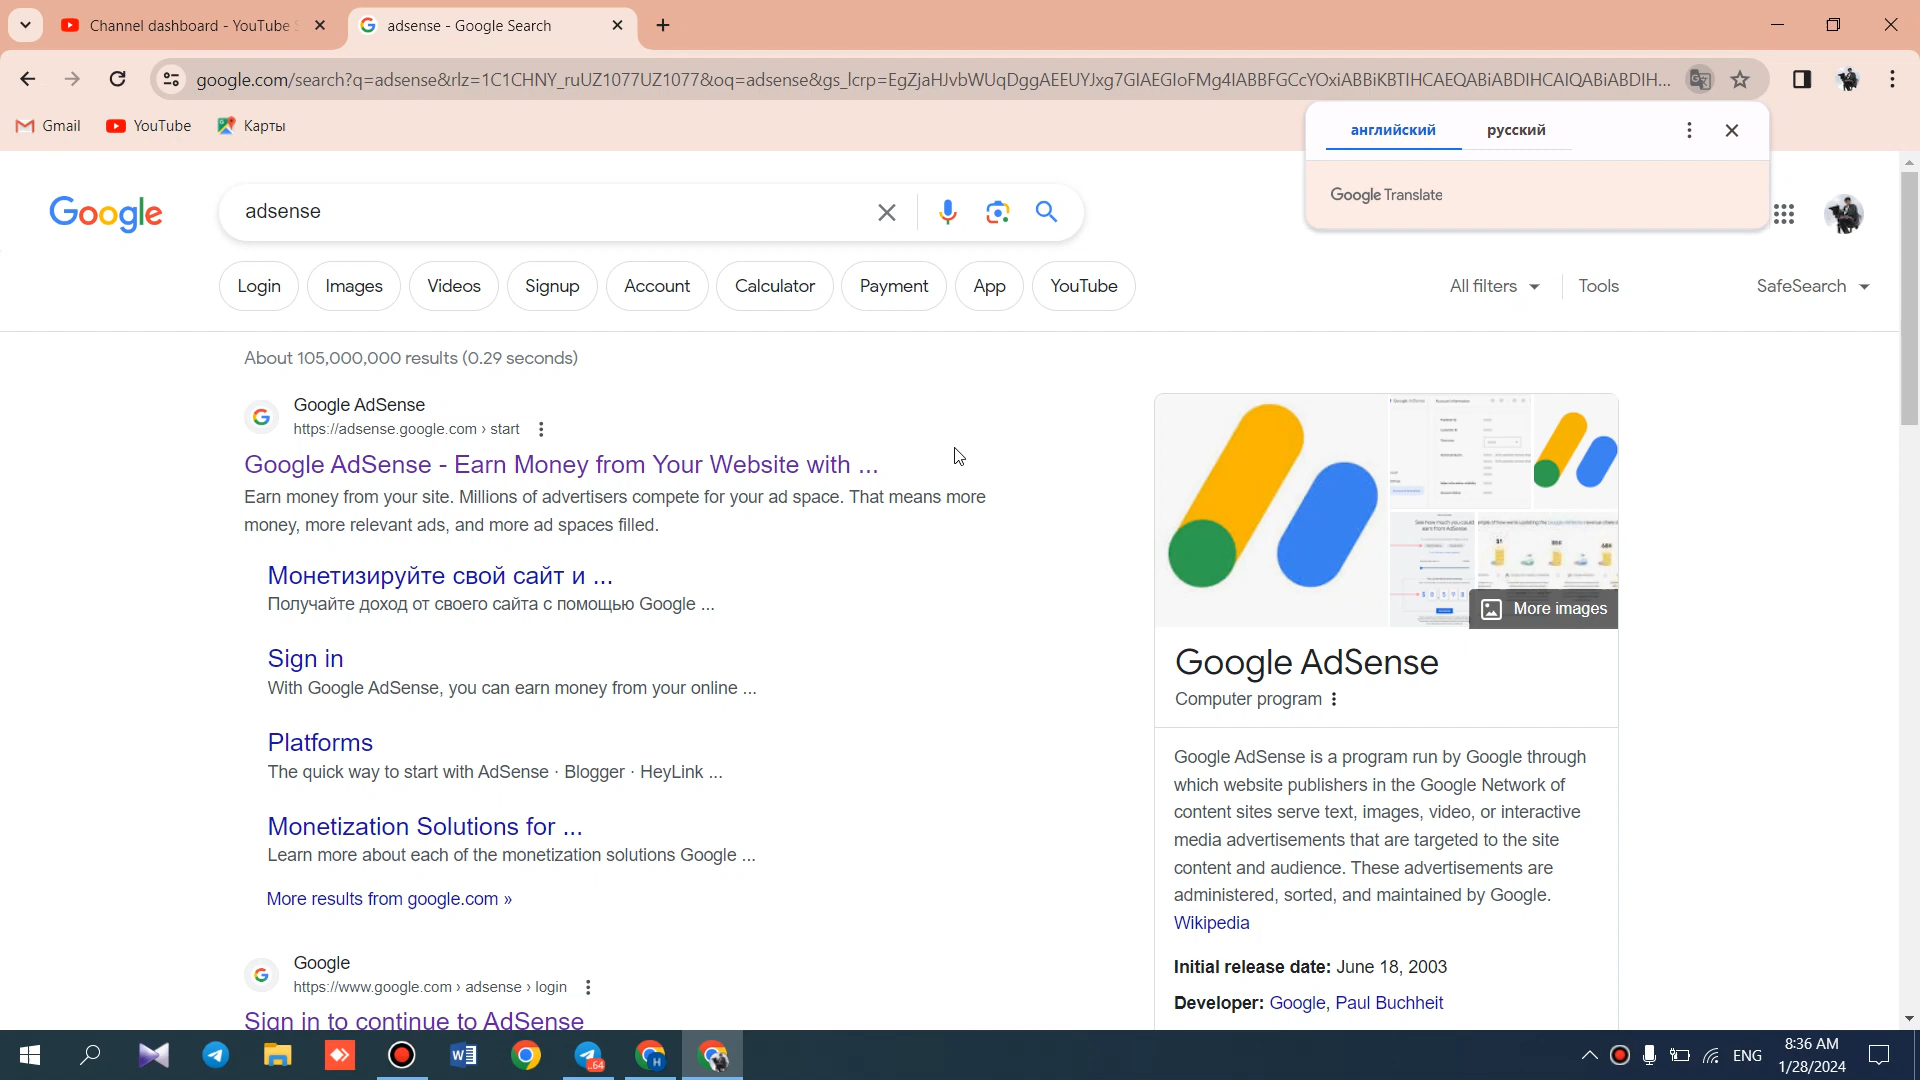 Channel dashboard - YouTube S
adsense - Google Search
google.com/search?q=adsense&rlz=1C1CHNY_ruUZ1077UZ1077&oq=adsense&gs_lcrp=EgZjaHJvbWUqDggAEEUYJxg7GIAEGIoFMg4IABBFGCcYOxiABBiKBTIHCAEQABiABDIHCAIQABiABDIH...
Gmail
YouTube
Карты
английский
русский
Google Translate
Google
adsense
Login
Images
Videos
Signup
Account
Calculator
Payment
App
YouTube
All filters
Tools
SafeSearch
About 105,000,000 results (0.29 seconds)
Google AdSense
https://adsense.google.com › start
Google AdSense - Earn Money from Your Website with ...
Earn money from your site. Millions of advertisers compete for your ad space. That means more
money, more relevant ads, and more ad spaces filled.
Монетизируйте свой сайт и ...
Получайте доход от своего сайта с помощью Google ...
Sign in
With Google AdSense, you can earn money from your online ...
Platforms
The quick way to start with AdSense · Blogger · HeyLink ...
Monetization Solutions for ...
Learn more about each of the monetization solutions Google ...
More results from google.com »
Google
https://www.google.com › adsense › login
Sign in to continue to AdSense
More images
Google AdSense
Computer program
Google AdSense is a program run by Google through
which website publishers in the Google Network of
content sites serve text, images, video, or interactive
media advertisements that are targeted to the site
content and audience. These advertisements are
administered, sorted, and maintained by Google.
Wikipedia
Initial release date: June 18, 2003
Developer: Google, Paul Buchheit
64
H
ENG
8:36 AM
1/28/2024